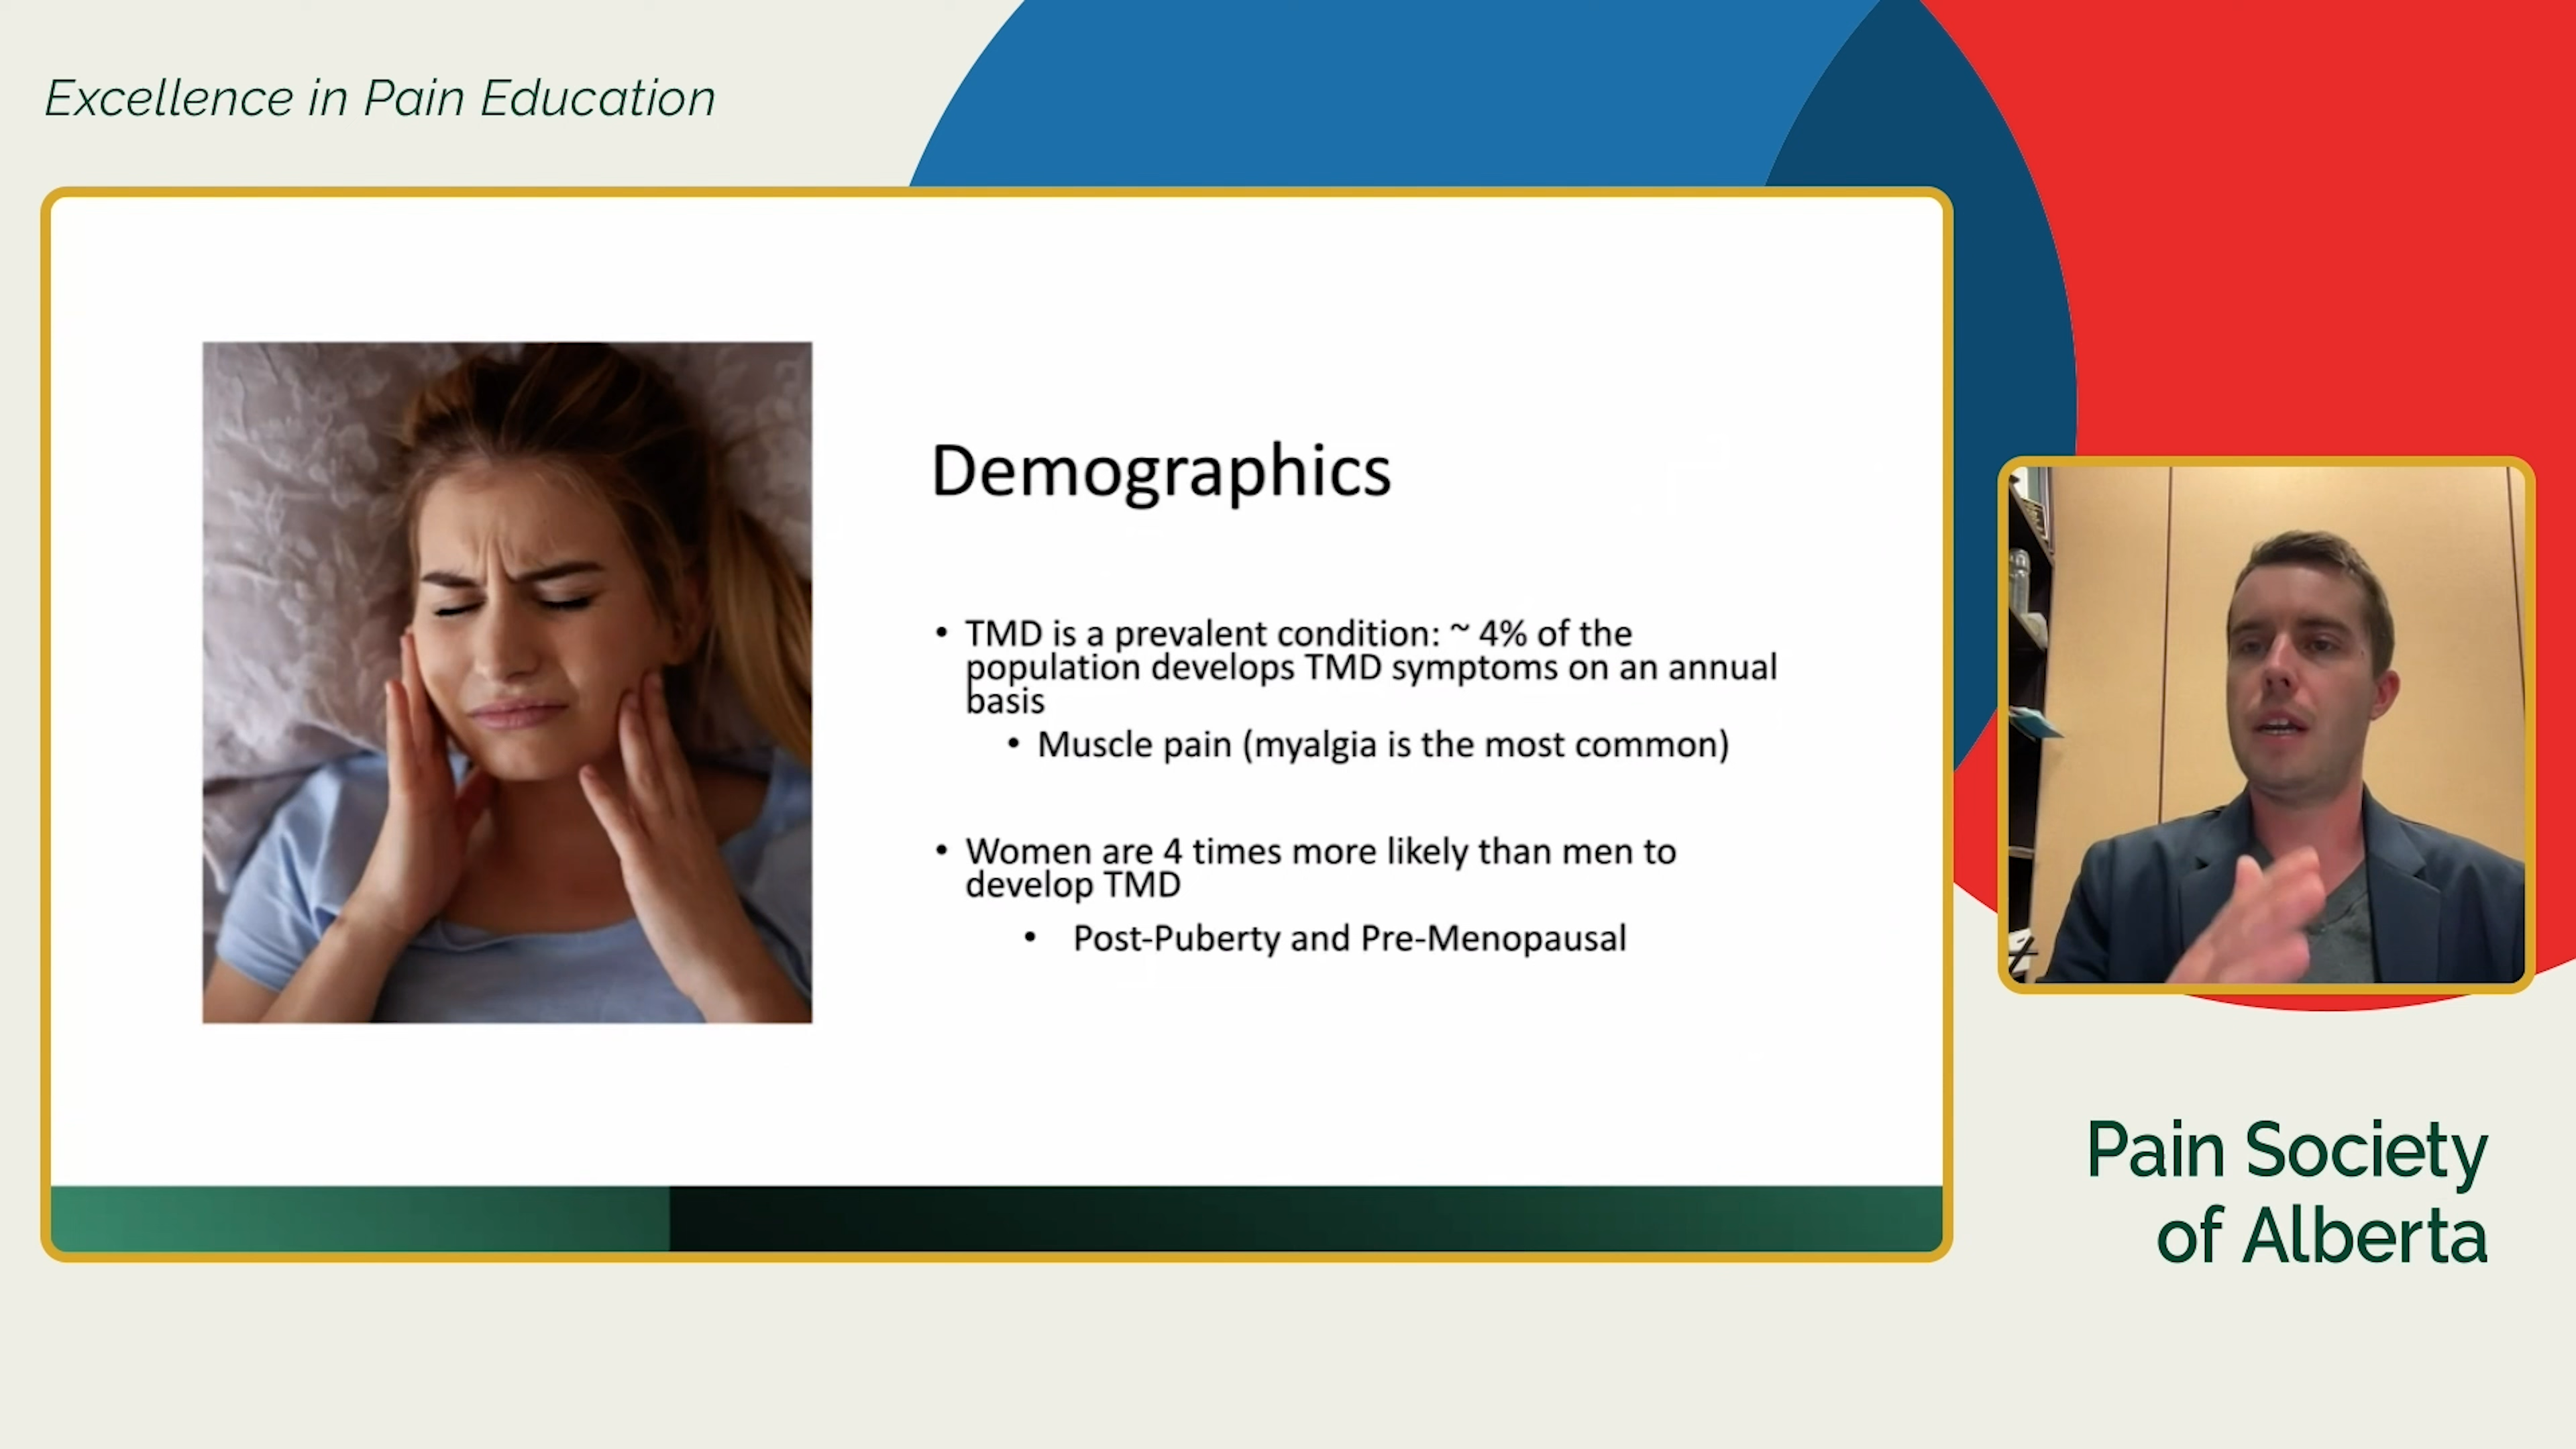 Excellence in Pain Education
Demographics
• TMD is a prevalent condition: ~ 4% of the
population develops TMD symptoms on an annual
basis
• Muscle pain (myalgia is the most common)
• Women are 4 times more likely than men to
develop TMD
• Post-Puberty and Pre-Menopausal
Pain Society
of Alberta